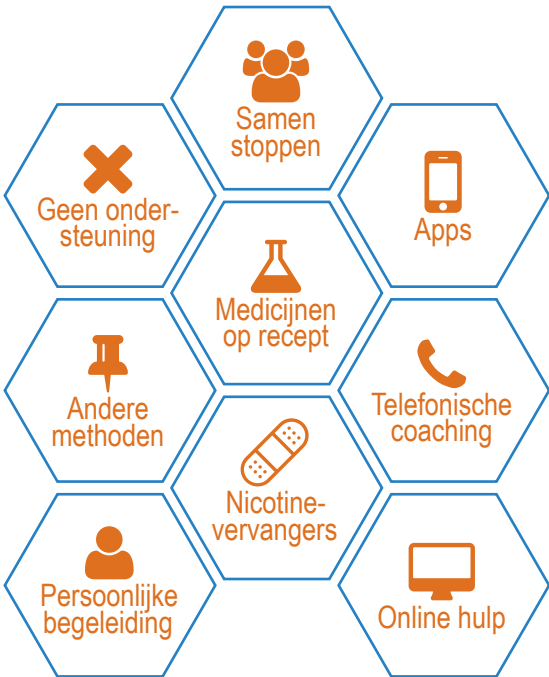 Samen
stoppen
Geen onder-
steuning
Apps
Medicijnen
op recept
Andere
methoden
Telefonische
coaching
Nicotine-
vervangers
Persoonlijke
begeleiding
Online hulp